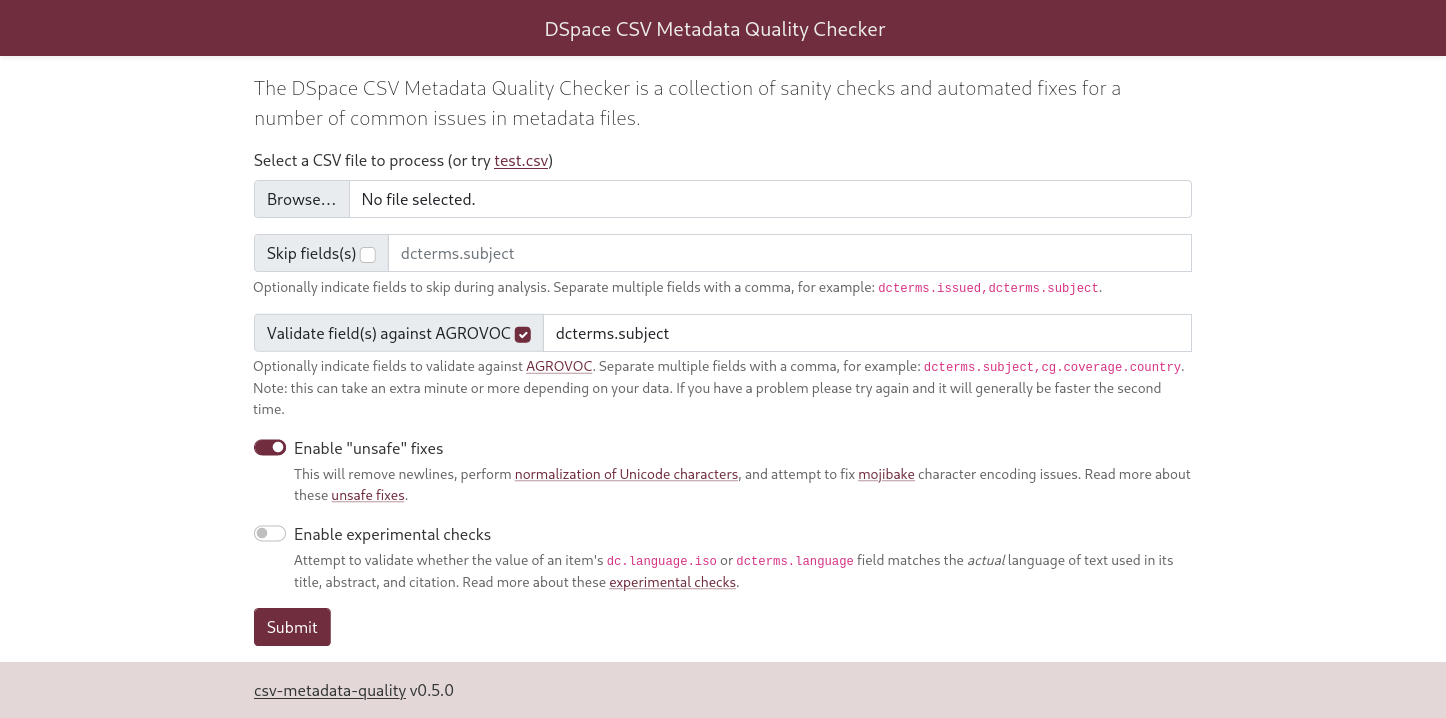 DSpace CSV Metadata Quality Checker
The DSpace CSV Metadata Quality Checker is a collection of sanity checks and automated fixes for a
number of common issues in metadata files.
Select a CSV file to process (or try test.csv)
Browse… No file selected.
Skip fields(s) dcterms.subject
Optionally indicate fields to skip during analysis. Separate multiple fields with a comma, for example: dcterms.issued,dcterms.subject.
Validate field(s) against AGROVOC dcterms.subject
Optionally indicate fields to validate against AGROVOC. Separate multiple fields with a comma, for example: dcterms.subject,cg.coverage.country.
Note: this can take an extra minute or more depending on your data. If you have a problem please try again and it will generally be faster the second
time.
Enable "unsafe" fixes
This will remove newlines, perform normalization of Unicode characters, and attempt to fix mojibake character encoding issues. Read more about
these unsafe fixes.
Enable experimental checks
Attempt to validate whether the value of an item's dc.language.iso or dcterms.language field matches the actual language of text used in its
title, abstract, and citation. Read more about these experimental checks.
Submit
csv-metadata-quality v0.5.0